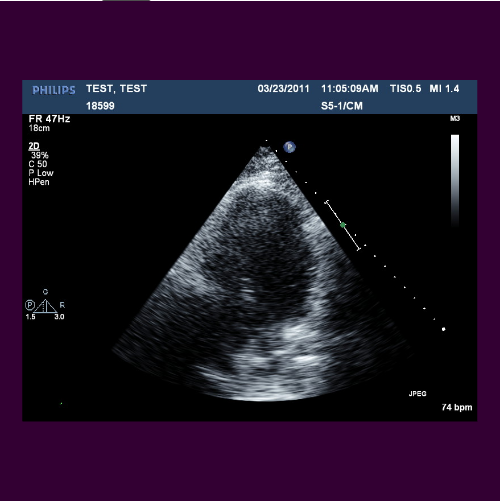 PHILIPS TEST, TEST 03/23/2011 11:05:09AM TIS0.5 MI 1.4
18599 S5-1/CM
FR 47Hz M3
18cm
2D
39%
C 50
P Low
HPen
P
G
P R
1.5 3.0
JPEG
74 bpm